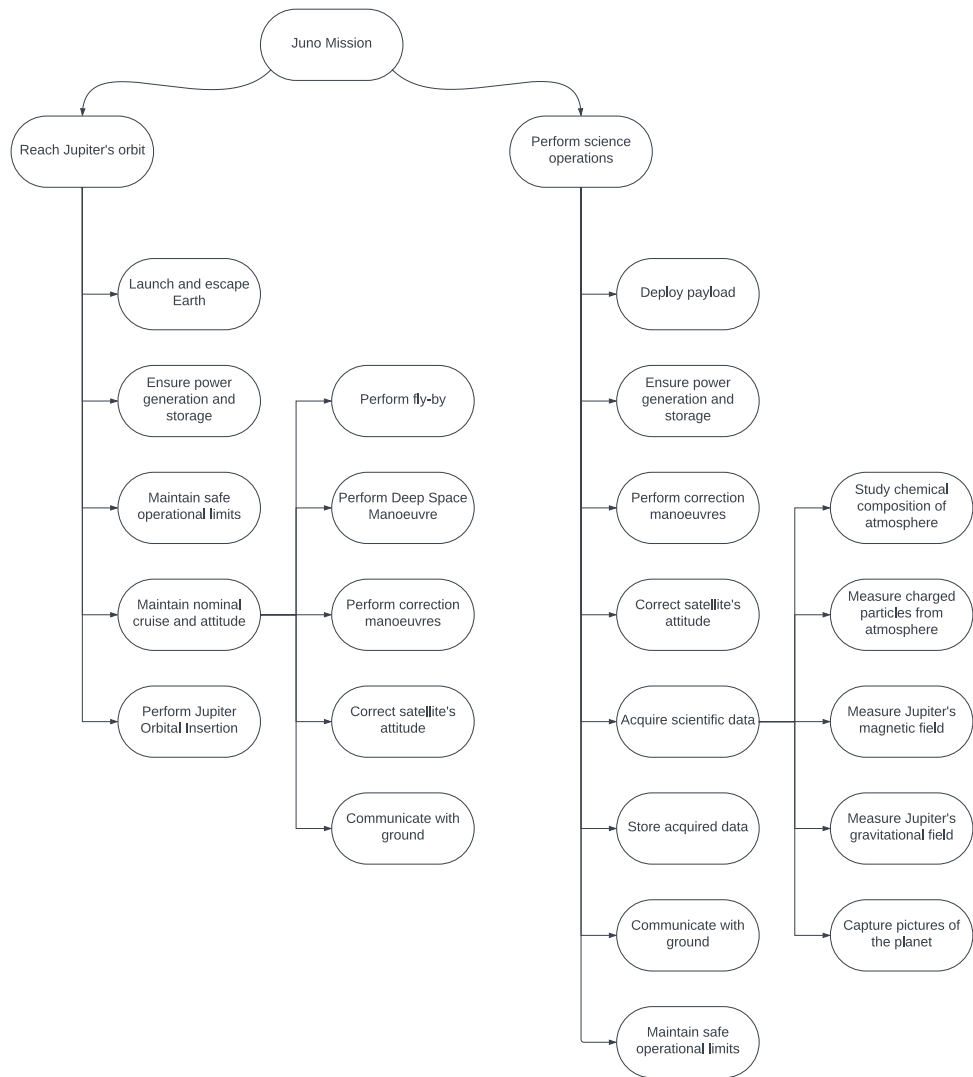 Juno Mission
Reach Jupiter's orbit
Perform science
operations
Launch and escape
Earth
Ensure power
generation and
storage
Maintain safe
operational limits
Maintain nominal
cruise and attitude
Perform Jupiter
Orbital Insertion
Perform fly-by
Perform Deep Space
Manoeuvre
Perform correction
manoeuvres
Correct satellite's
attitude
Communicate with
ground
Deploy payload
Ensure power
generation and
storage
Perform correction
manoeuvres
Correct satellite's
attitude
Acquire scientific data
Store acquired data
Communicate with
ground
Maintain safe
operational limits
Study chemical
composition of
atmosphere
Measure charged
particles from
atmosphere
Measure Jupiter's
magnetic field
Measure Jupiter's
gravitational field
Capture pictures of
the planet